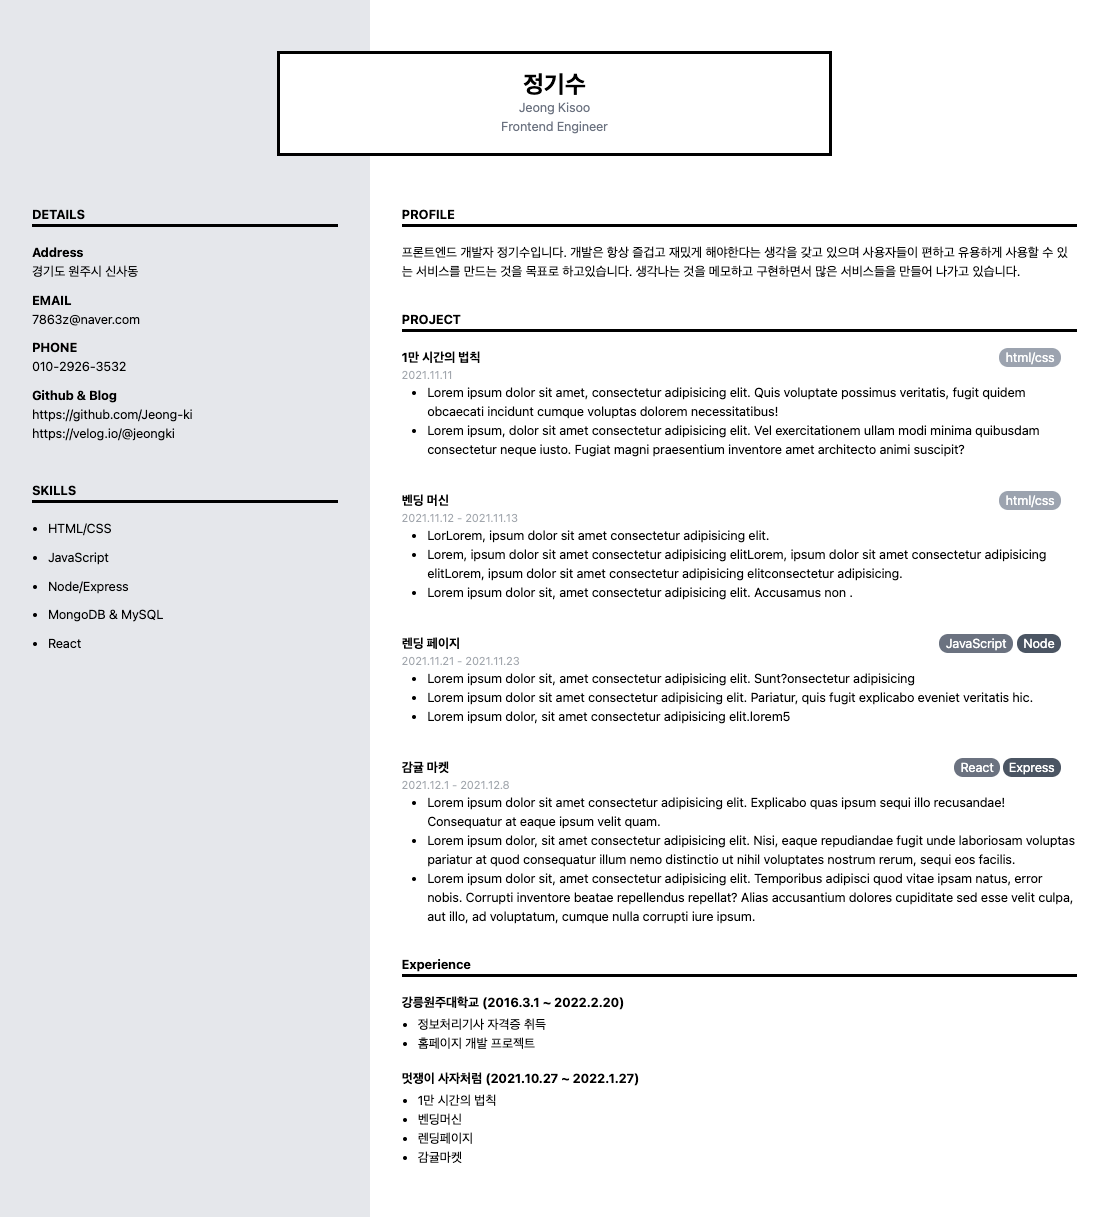 정기수
Jeong Kisoo
Frontend Engineer
DETAILS
Address
경기도 원주시 신사동
EMAIL
7863z@naver.com
PHONE
010-2926-3532
Github & Blog
https://github.com/Jeong-ki
https://velog.io/@jeongki
SKILLS
• HTML/CSS
• JavaScript
• Node/Express
• MongoDB & MySQL
• React
PROFILE
프론트엔드 개발자 정기수입니다. 개발은 항상 즐겁고 재밌게 해야한다는 생각을 갖고 있으며 사용자들이 편하고 유용하게 사용할 수 있
는 서비스를 만드는 것을 목표로 하고있습니다. 생각나는 것을 메모하고 구현하면서 많은 서비스들을 만들어 나가고 있습니다.
PROJECT
1만 시간의 법칙 html/css
2021.11.11
• Lorem ipsum dolor sit amet, consectetur adipisicing elit. Quis voluptate possimus veritatis, fugit quidem
obcaecati incidunt cumque voluptas dolorem necessitatibus!
• Lorem ipsum, dolor sit amet consectetur adipisicing elit. Vel exercitationem ullam modi minima quibusdam
consectetur neque iusto. Fugiat magni praesentium inventore amet architecto animi suscipit?
벤딩 머신 html/css
2021.11.12 - 2021.11.13
• LorLorem, ipsum dolor sit amet consectetur adipisicing elit.
• Lorem, ipsum dolor sit amet consectetur adipisicing elitLorem, ipsum dolor sit amet consectetur adipisicing
elitLorem, ipsum dolor sit amet consectetur adipisicing elitconsectetur adipisicing.
• Lorem ipsum dolor sit, amet consectetur adipisicing elit. Accusamus non .
렌딩 페이지 JavaScript Node
2021.11.21 - 2021.11.23
• Lorem ipsum dolor sit, amet consectetur adipisicing elit. Sunt?onsectetur adipisicing
• Lorem ipsum dolor sit amet consectetur adipisicing elit. Pariatur, quis fugit explicabo eveniet veritatis hic.
• Lorem ipsum dolor, sit amet consectetur adipisicing elit.lorem5
감귤 마켓 React Express
2021.12.1 - 2021.12.8
• Lorem ipsum dolor sit amet consectetur adipisicing elit. Explicabo quas ipsum sequi illo recusandae!
Consequatur at eaque ipsum velit quam.
• Lorem ipsum dolor, sit amet consectetur adipisicing elit. Nisi, eaque repudiandae fugit unde laboriosam voluptas
pariatur at quod consequatur illum nemo distinctio ut nihil voluptates nostrum rerum, sequi eos facilis.
• Lorem ipsum dolor sit, amet consectetur adipisicing elit. Temporibus adipisci quod vitae ipsam natus, error
nobis. Corrupti inventore beatae repellendus repellat? Alias accusantium dolores cupiditate sed esse velit culpa,
aut illo, ad voluptatum, cumque nulla corrupti iure ipsum.
Experience
강릉원주대학교 (2016.3.1 ~ 2022.2.20)
• 정보처리기사 자격증 취득
• 홈페이지 개발 프로젝트
멋쟁이 사자처럼 (2021.10.27 ~ 2022.1.27)
• 1만 시간의 법칙
• 벤딩머신
• 렌딩페이지
• 감귤마켓